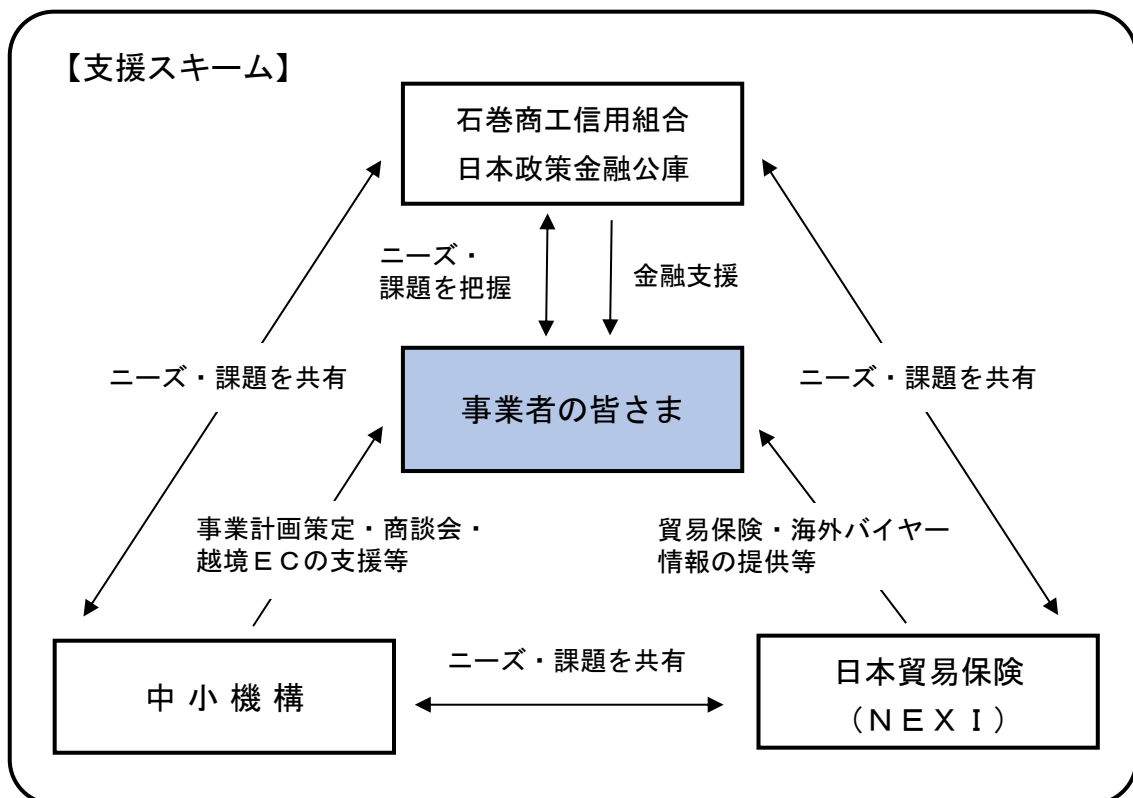 【支援スキーム】
石巻商工信用組合
日本政策金融公庫
ニーズ・
課題を把握
金融支援
ニーズ・課題を共有
ニーズ・課題を共有
事業者の皆さま
事業計画策定・商談会・
越境ＥＣの支援等
貿易保険・海外バイヤー
情報の提供等
中 小 機 構
ニーズ・課題を共有
日本貿易保険
（ＮＥＸＩ）